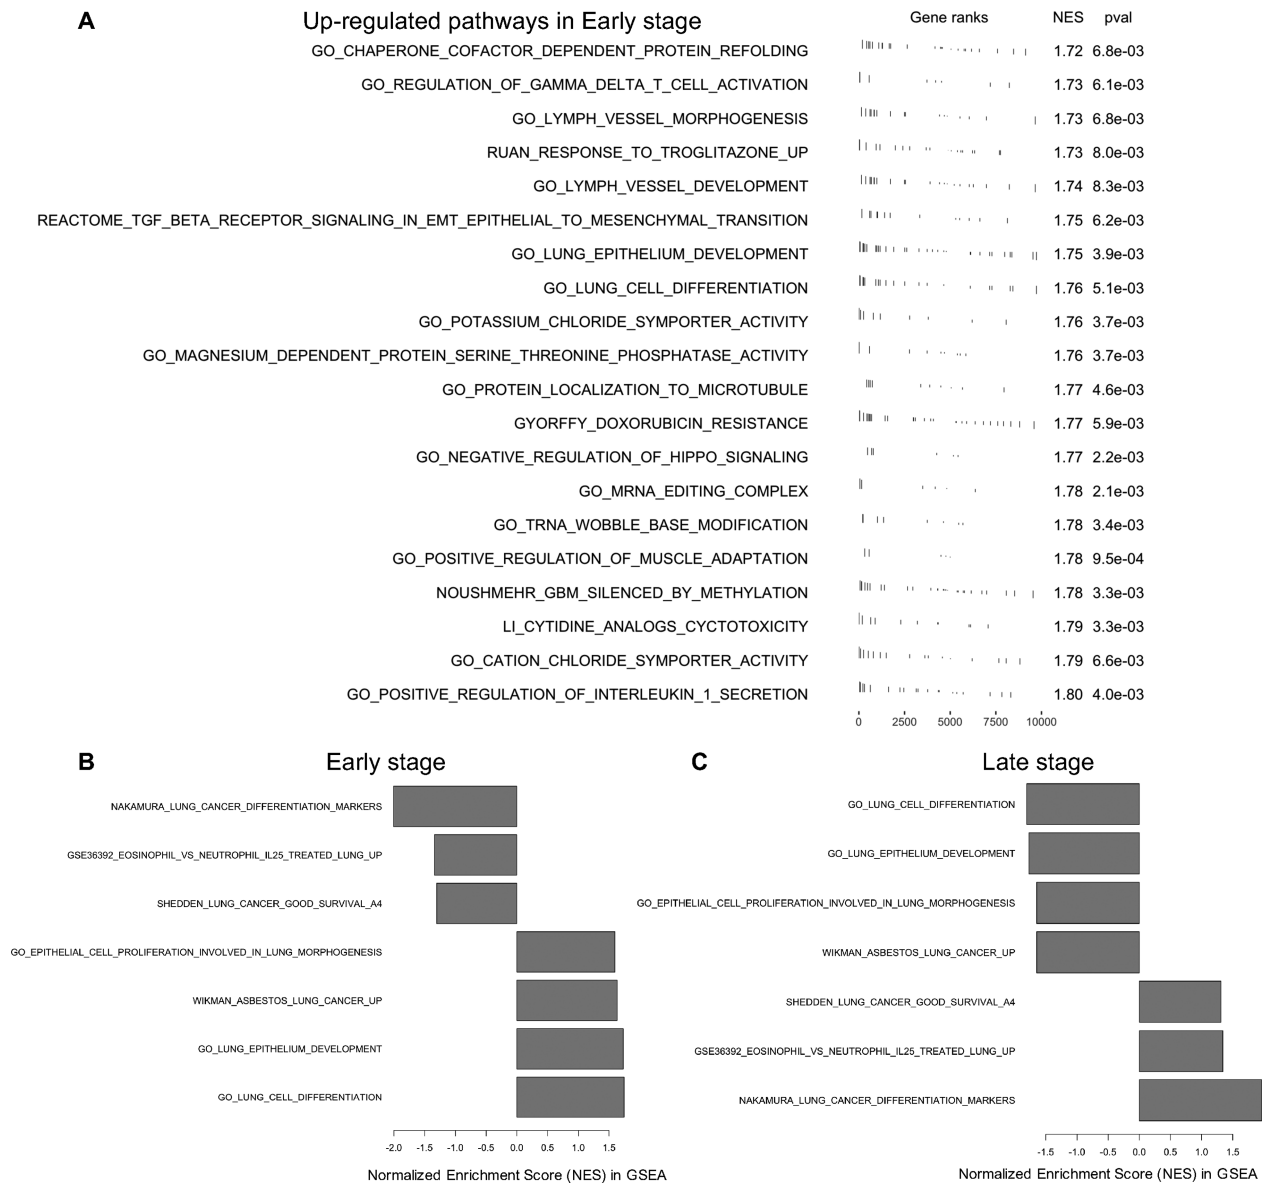 A
Up-regulated pathways in Early stage
Gene ranks NES pval
GO_CHAPERONE_COFACTOR_DEPENDENT_PROTEIN_REFOLDING 1.72 6.8e-03
GO_REGULATION_OF_GAMMA_DELTA_T_CELL_ACTIVATION 1.73 6.1e-03
GO_LYMPH_VESSEL_MORPHOGENESIS 1.73 6.8e-03
RUAN_RESPONSE_TO_TROGLITAZONE_UP 1.73 8.0e-03
GO_LYMPH_VESSEL_DEVELOPMENT 1.74 8.3e-03
REACTOME_TGF_BETA_RECEPTOR_SIGNALING_IN_EMT_EPITHELIAL_TO_MESENCHYMAL_TRANSITION 1.75 6.2e-03
GO_LUNG_EPITHELIUM_DEVELOPMENT 1.75 3.9e-03
GO_LUNG_CELL_DIFFERENTIATION 1.76 5.1e-03
GO_POTASSIUM_CHLORIDE_SYMPORTER_ACTIVITY 1.76 3.7e-03
GO_MAGNESIUM_DEPENDENT_PROTEIN_SERINE_THREONINE_PHOSPHATASE_ACTIVITY 1.76 3.7e-03
GO_PROTEIN_LOCALIZATION_TO_MICROTUBULE 1.77 4.6e-03
GYORFFY_DOXORUBICIN_RESISTANCE 1.77 5.9e-03
GO_NEGATIVE_REGULATION_OF_HIPPO_SIGNALING 1.77 2.2e-03
GO_MRNA_EDITING_COMPLEX 1.78 2.1e-03
GO_TRNA_WOBBLE_BASE_MODIFICATION 1.78 3.4e-03
GO_POSITIVE_REGULATION_OF_MUSCLE_ADAPTATION 1.78 9.5e-04
NOUSHMEHR_GBM_SILENCED_BY_METHYLATION 1.78 3.3e-03
LI_CYTIDINE_ANALOGS_CYCTOTOXICITY 1.79 3.3e-03
GO_CATION_CHLORIDE_SYMPORTER_ACTIVITY 1.79 6.6e-03
GO_POSITIVE_REGULATION_OF_INTERLEUKIN_1_SECRETION 1.80 4.0e-03
0 2500 5000 7500 10000
B
Early stage
NAKAMURA_LUNG_CANCER_DIFFERENTIATION_MARKERS
GSE36392_EOSINOPHIL_VS_NEUTROPHIL_IL25_TREATED_LUNG_UP
SHEDDEN_LUNG_CANCER_GOOD_SURVIVAL_A4
GO_EPITHELIAL_CELL_PROLIFERATION_INVOLVED_IN_LUNG_MORPHOGENESIS
WIKMAN_ASBESTOS_LUNG_CANCER_UP
GO_LUNG_EPITHELIUM_DEVELOPMENT
GO_LUNG_CELL_DIFFERENTIATION
-2.0 -1.5 -1.0 -0.5 0.0 0.5 1.0 1.5
Normalized Enrichment Score (NES) in GSEA
C
Late stage
GO_LUNG_CELL_DIFFERENTIATION
GO_LUNG_EPITHELIUM_DEVELOPMENT
GO_EPITHELIAL_CELL_PROLIFERATION_INVOLVED_IN_LUNG_MORPHOGENESIS
WIKMAN_ASBESTOS_LUNG_CANCER_UP
SHEDDEN_LUNG_CANCER_GOOD_SURVIVAL_A4
GSE36392_EOSINOPHIL_VS_NEUTROPHIL_IL25_TREATED_LUNG_UP
NAKAMURA_LUNG_CANCER_DIFFERENTIATION_MARKERS
-1.5 -1.0 -0.5 0.0 0.5 1.0 1.5
Normalized Enrichment Score (NES) in GSEA